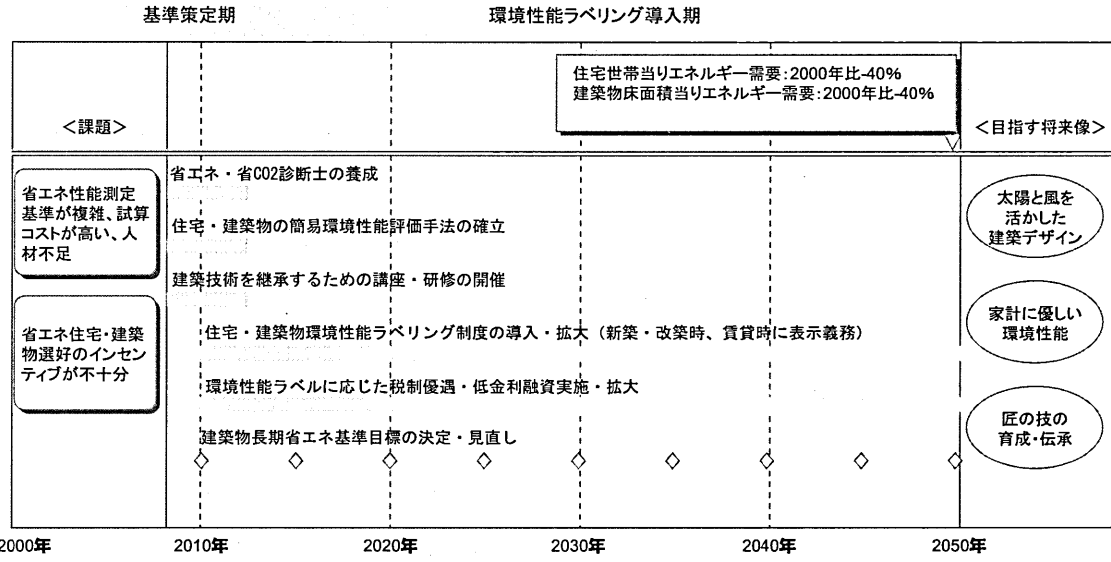 基準策定期
環境性能ラベリング導入期
住宅世帯当りエネルギー需要:2000年比-40%
建築物床面積当りエネルギー需要:2000年比-40%
＜課題＞
＜目指す将来像＞
省エネ性能測定
基準が複雑、試算
コストが高い、人
材不足
省エネ住宅・建築
物選好のインセン
ティブが不十分
省エネ・省CO2診断士の養成
住宅・建築物の簡易環境性能評価手法の確立
建築技術を継承するための講座・研修の開催
住宅・建築物環境性能ラベリング制度の導入・拡大（新築・改築時、賃貸時に表示義務）
環境性能ラベルに応じた税制優遇・低金利融資実施・拡大
建築物長期省エネ基準目標の決定・見直し
太陽と風を
活かした
建築デザイン
家計に優しい
環境性能
匠の技の
育成・伝承
2000年
2010年
2020年
2030年
2040年
2050年